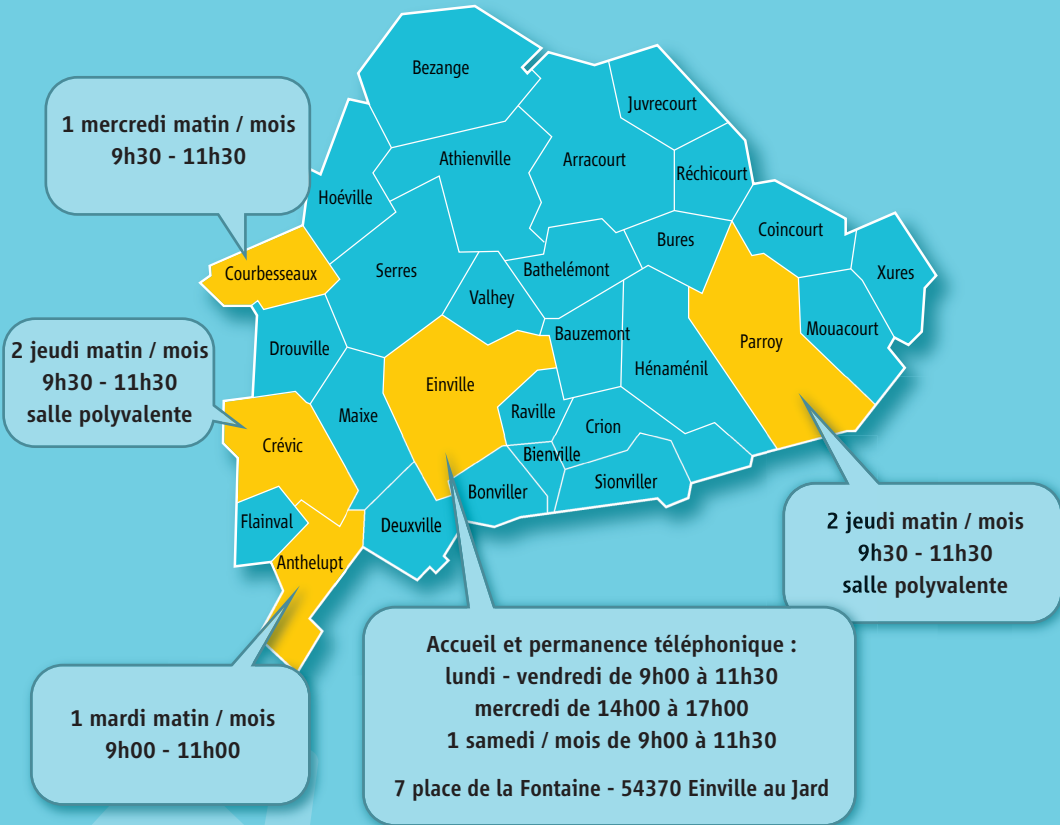 Bezange
Juvrecourt
1 mercredi matin / mois
9h30 - 11h30
Athienville
Arracourt
Réchicourt
Hoéville
Coincourt
Bures
Courbesseaux
Serres
Bathelémont
Xures
Valhey
Mouacourt
Bauzemont
Parroy
Drouville
2 jeudi matin / mois
9h30 - 11h30
salle polyvalente
Hénaménil
Einville
Raville
Maixe
Crion
Crévic
Bienville
Sionviller
Bonviller
Flainval
Deuxville
Anthelupt
2 jeudi matin / mois
9h30 - 11h30
salle polyvalente
Accueil et permanence téléphonique :
lundi - vendredi de 9h00 à 11h30
mercredi de 14h00 à 17h00
1 samedi / mois de 9h00 à 11h30
7 place de la Fontaine - 54370 Einville au Jard
1 mardi matin / mois
9h00 - 11h00